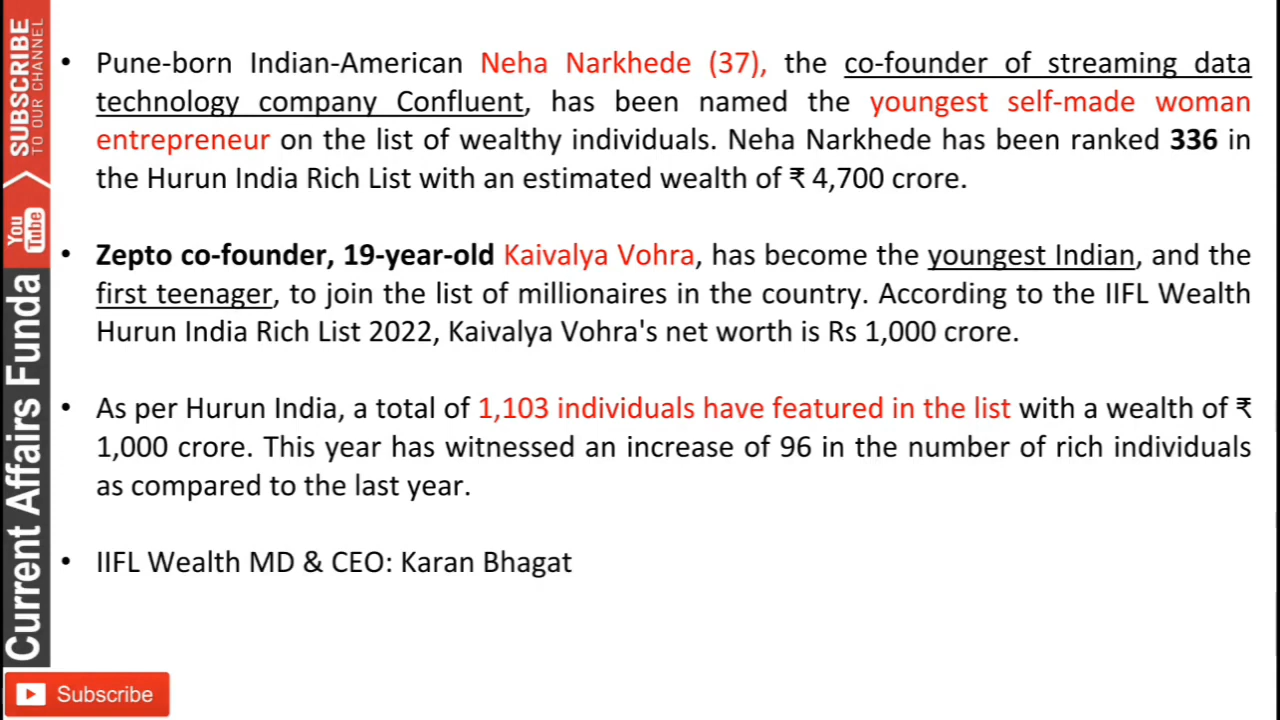 • Pune-born Indian-American Neha Narkhede (37), the co-founder of streaming data
technology company Confluent, has been named the youngest self-made woman
entrepreneur on the list of wealthy individuals. Neha Narkhede has been ranked 336 in
the Hurun India Rich List with an estimated wealth of ₹ 4,700 crore.
• Zepto co-founder, 19-year-old Kaivalya Vohra, has become the youngest Indian, and the
first teenager, to join the list of millionaires in the country. According to the IIFL Wealth
Hurun India Rich List 2022, Kaivalya Vohra's net worth is Rs 1,000 crore.
• As per Hurun India, a total of 1,103 individuals have featured in the list with a wealth of ₹
1,000 crore. This year has witnessed an increase of 96 in the number of rich individuals
as compared to the last year.
• IIFL Wealth MD & CEO: Karan Bhagat
SUBSCRIBE
TO OUR CHANNEL
You
Tube
Current Affairs Funda
Subscribe